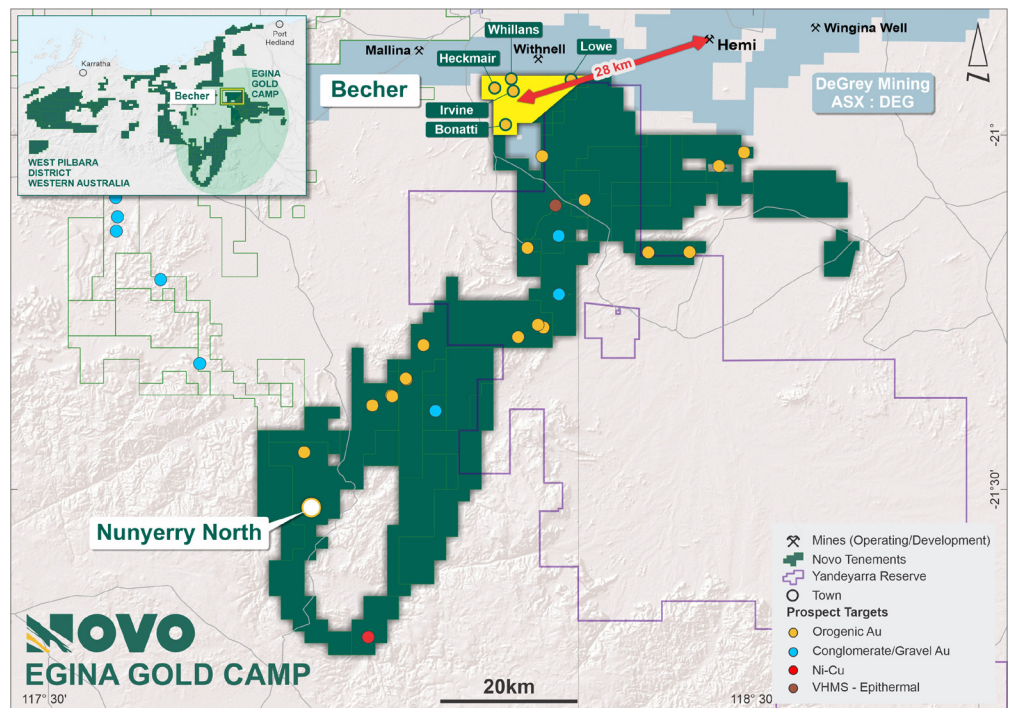 Port
Hedland
Karratha
EGINA
GOLD
CAMP
Becher
WEST PILBARA
DISTRICT
WESTERN AUSTRALIA
Whillans
Mallina
Withnell
Lowe
Heckmair
Hemi
Wingina Well
28 km
Becher
DeGrey Mining
ASX : DEG
Irvine
Bonatti
Z
-21°
-21°30'
Nunyerry North
Mines (Operating/Development)
Novo Tenements
Yandeyarra Reserve
Town
Prospect Targets
Orogenic Au
Conglomerate/Gravel Au
Ni-Cu
VHMS - Epithermal
NOVO
EGINA GOLD CAMP
20km
117° 30'
118° 30'